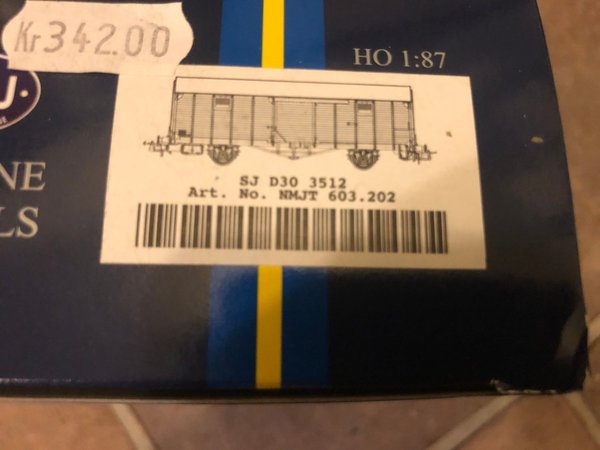 Kr342.00
HO 1:87
J.
SJ D30 3512
Art. No. NMJT 603.202
NE
LS